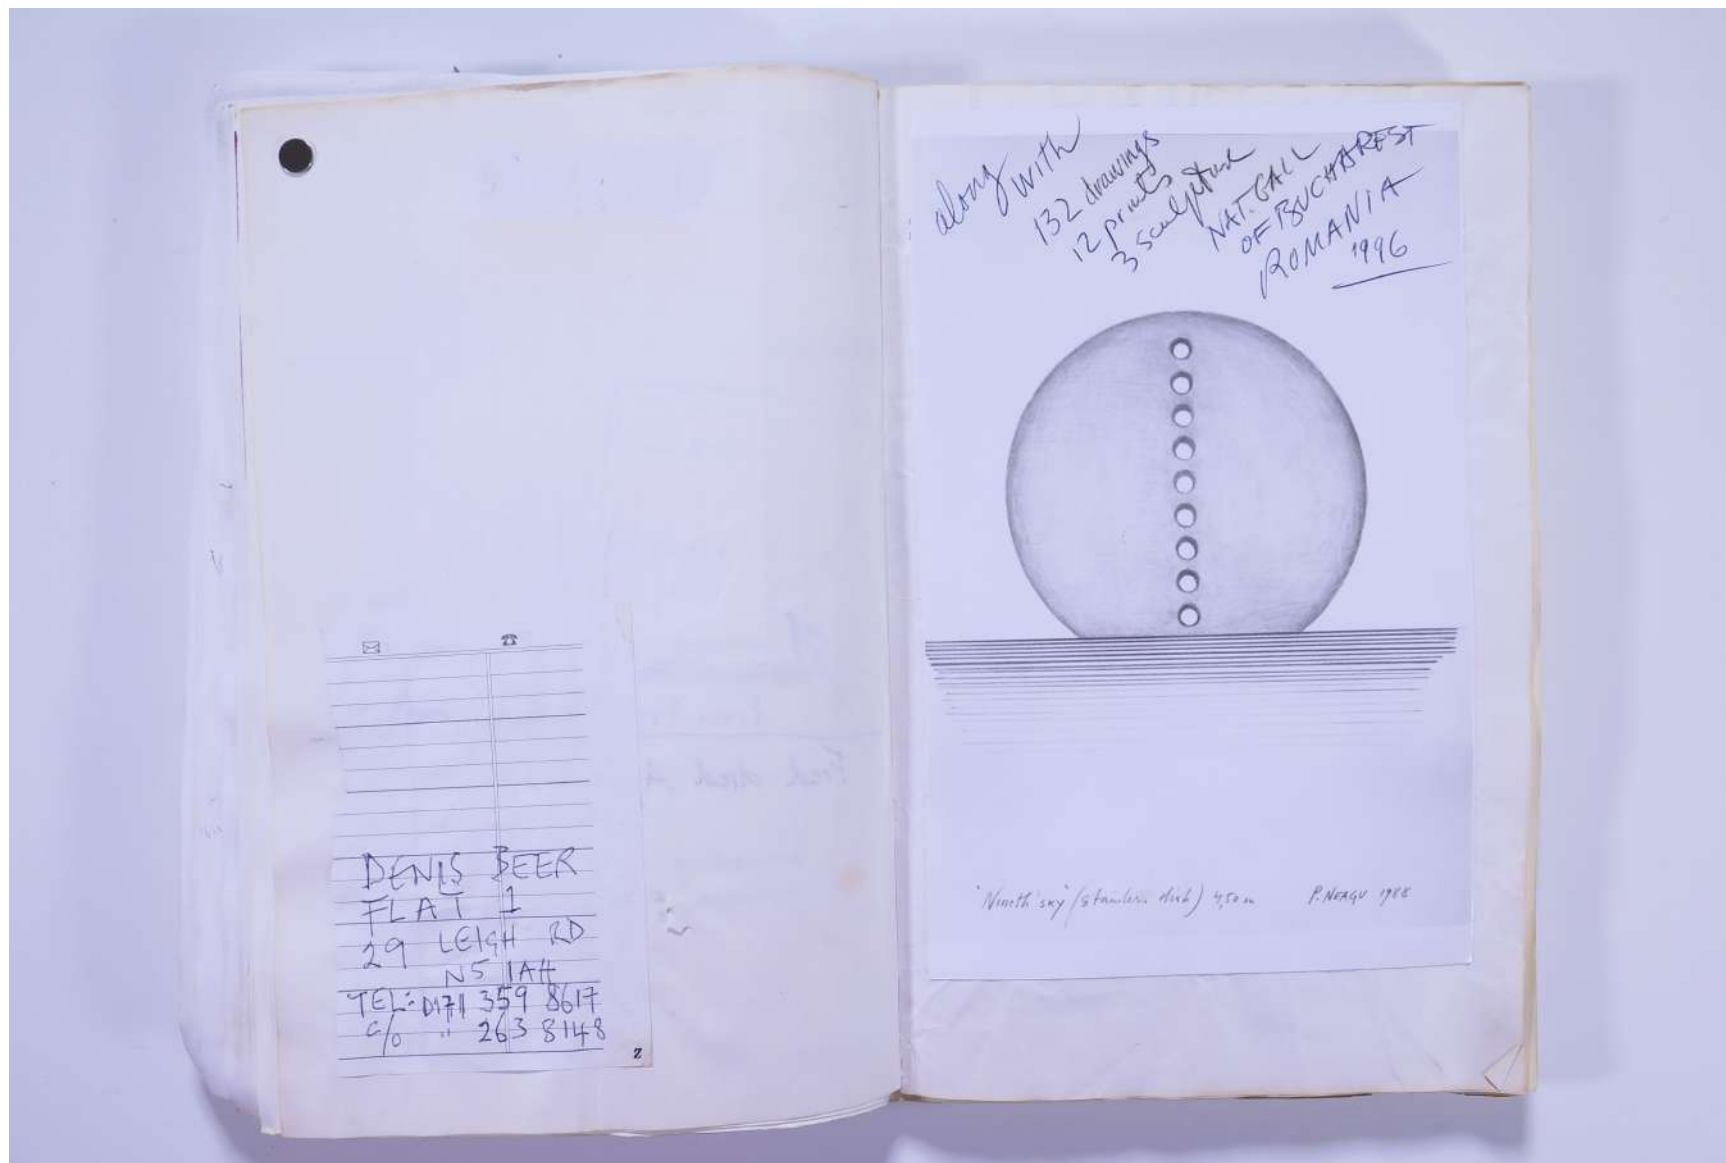 DENIS BEER
FLAT 1
29 LEIGH RD
N5 1AH
TEL: 0171 359 8617
c/o " 263 8148
z
along with
132 drawings
12 prints
3 sculpture
NAT. GALL
OF BUCHAREST
ROMANIA
1996
"Nineth sky" (stainless dish) 4,50 m P. NEAGU 1988